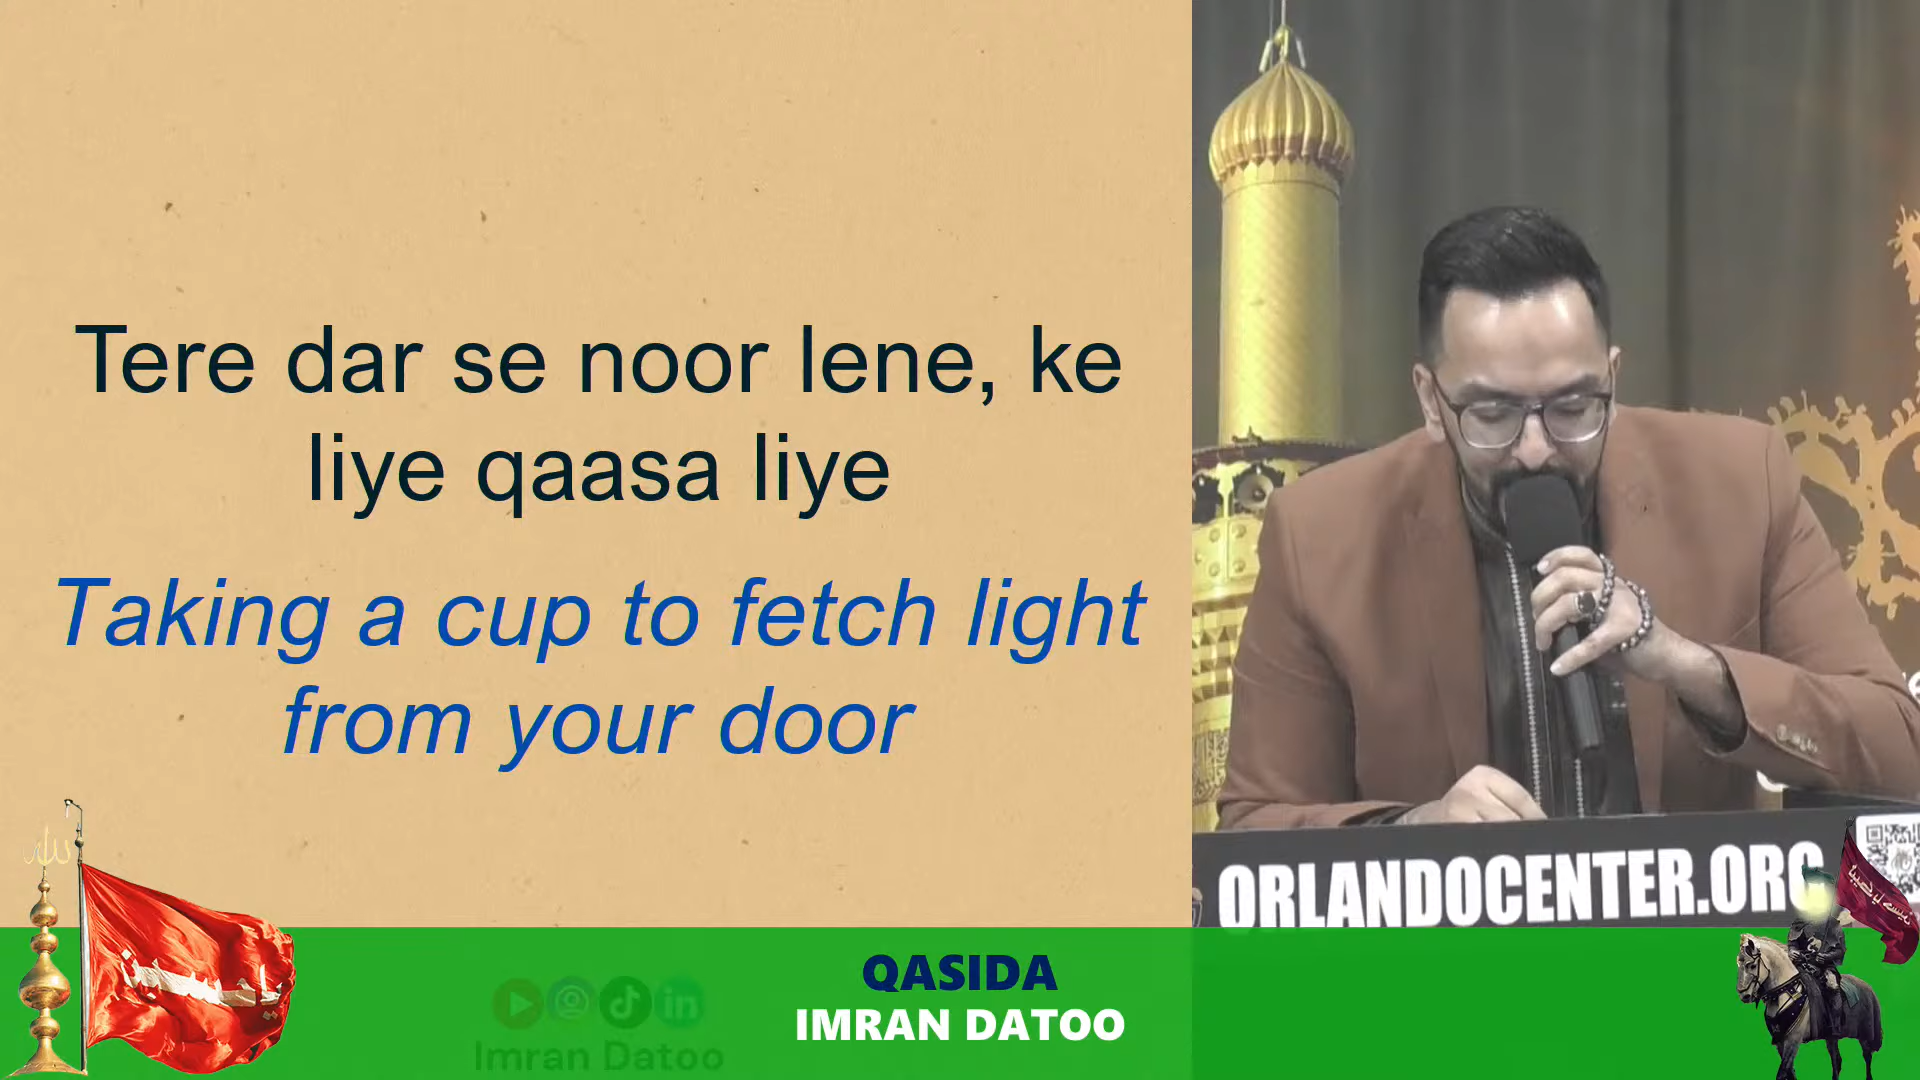 Tere dar se noor lene, ke
liye qaasa liye
Taking a cup to fetch light
from your door
ORLANDOCENTER.ORG
QASIDA
IMRAN DATOO
Imran Datoo